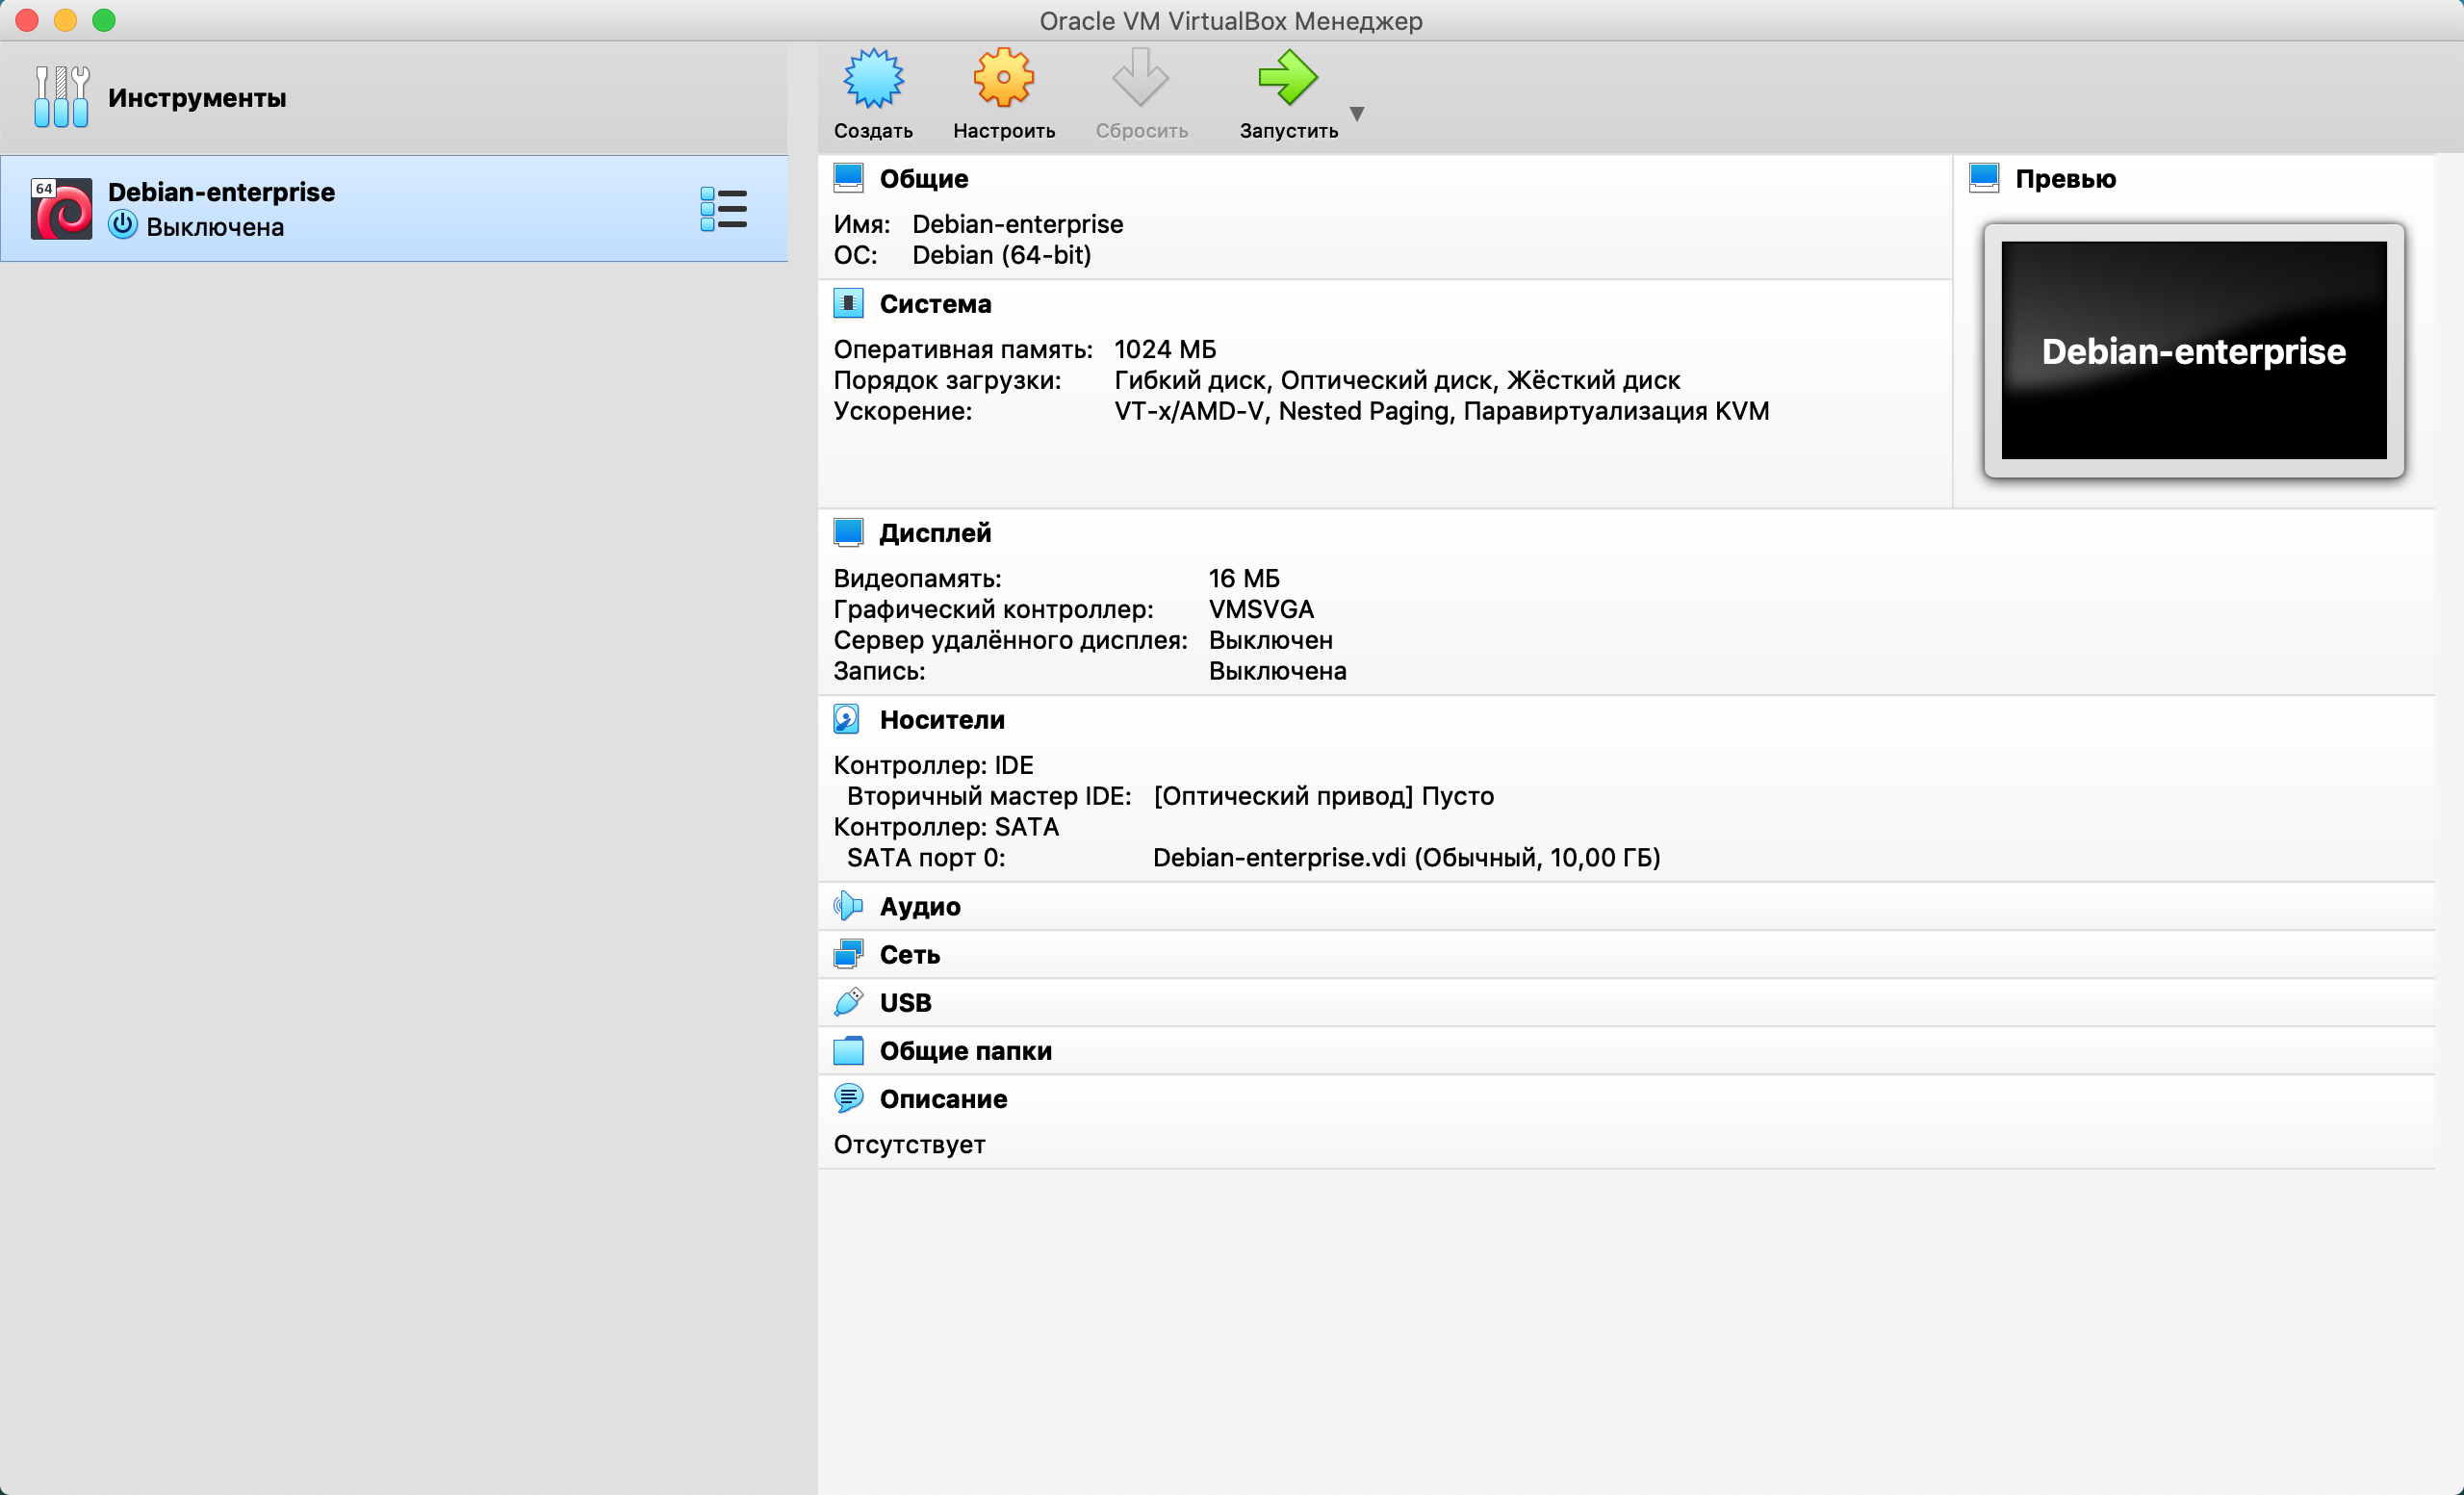 Oracle VM VirtualBox Менеджер
Инструменты
Создать
Настроить
Сбросить
Запустить
64
Debian-enterprise
Выключена
Общие
Имя: Debian-enterprise
ОС: Debian (64-bit)
Превью
Debian-enterprise
Система
Оперативная память: 1024 МБ
Порядок загрузки: Гибкий диск, Оптический диск, Жёсткий диск
Ускорение: VT-x/AMD-V, Nested Paging, Паравиртуализация KVM
Дисплей
Видеопамять: 16 МБ
Графический контроллер: VMSVGA
Сервер удалённого дисплея: Выключен
Запись: Выключена
Носители
Контроллер: IDE
Вторичный мастер IDE: [Оптический привод] Пусто
Контроллер: SATA
SATA порт 0: Debian-enterprise.vdi (Обычный, 10,00 ГБ)
Аудио
Сеть
USB
Общие папки
Описание
Отсутствует